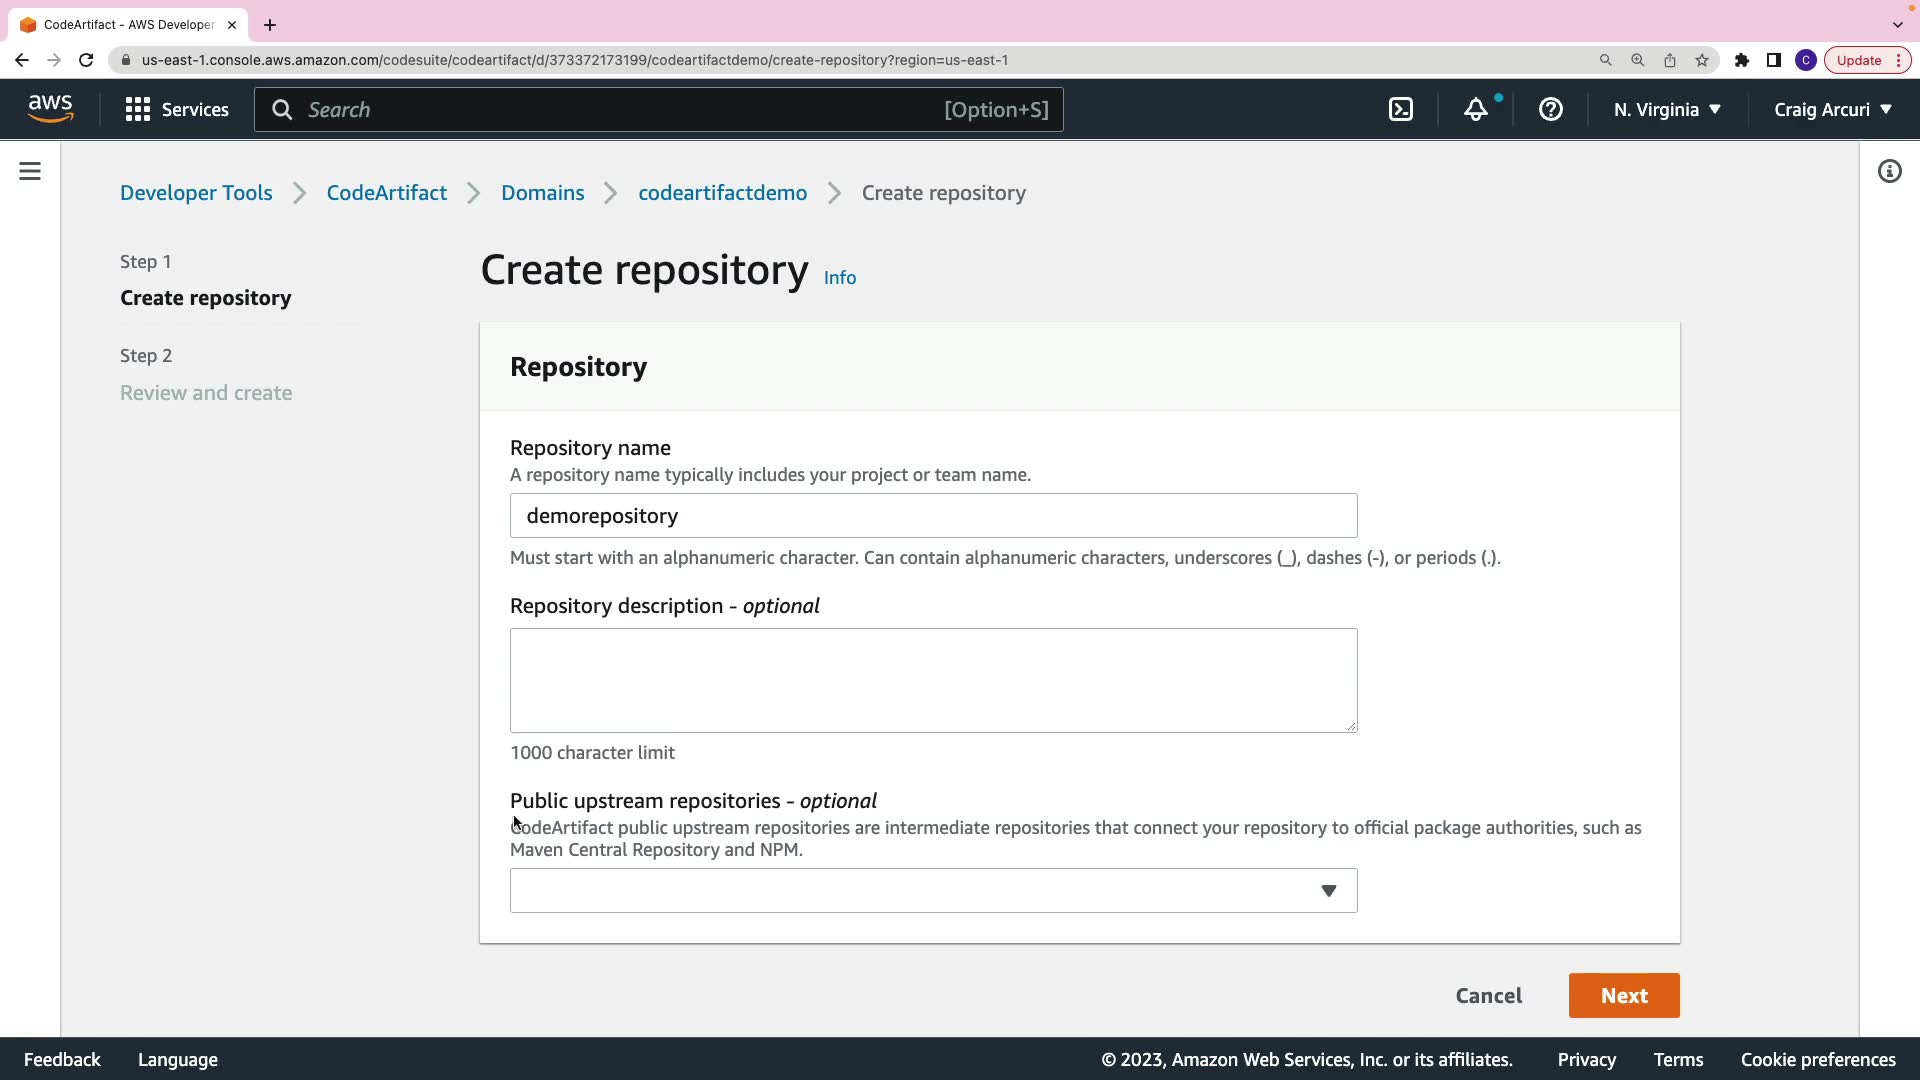 CodeArtifact - AWS Developer
us-east-1.console.aws.amazon.com/codesuite/codeartifact/d/373372173199/codeartifactdemo/create-repository?region=us-east-1
C
Update
aws
Services
Search
[Option+S]
N. Virginia
Craig Arcuri
Developer Tools
CodeArtifact
Domains
codeartifactdemo
Create repository
Step 1
Create repository
Step 2
Review and create
Create repository Info
Repository
Repository name
A repository name typically includes your project or team name.
demorepository
Must start with an alphanumeric character. Can contain alphanumeric characters, underscores (_), dashes (-), or periods (.).
Repository description - optional
1000 character limit
Public upstream repositories - optional
CodeArtifact public upstream repositories are intermediate repositories that connect your repository to official package authorities, such as
Maven Central Repository and NPM.
Cancel
Next
Feedback
Language
© 2023, Amazon Web Services, Inc. or its affiliates.
Privacy
Terms
Cookie preferences